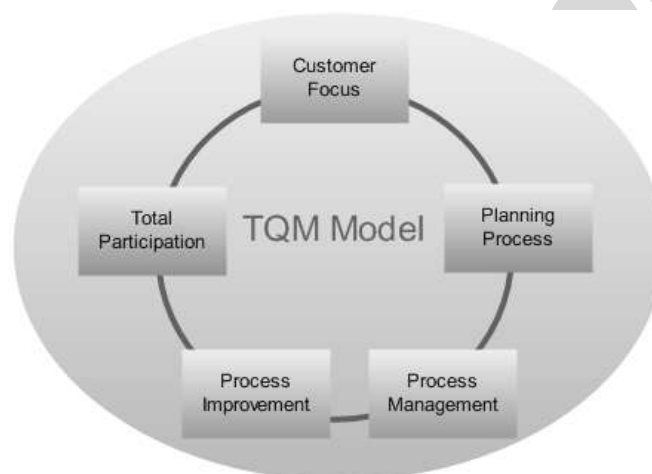 Customer
Focus
Total
Participation
TQM Model
Planning
Process
Process
Improvement
Process
Management